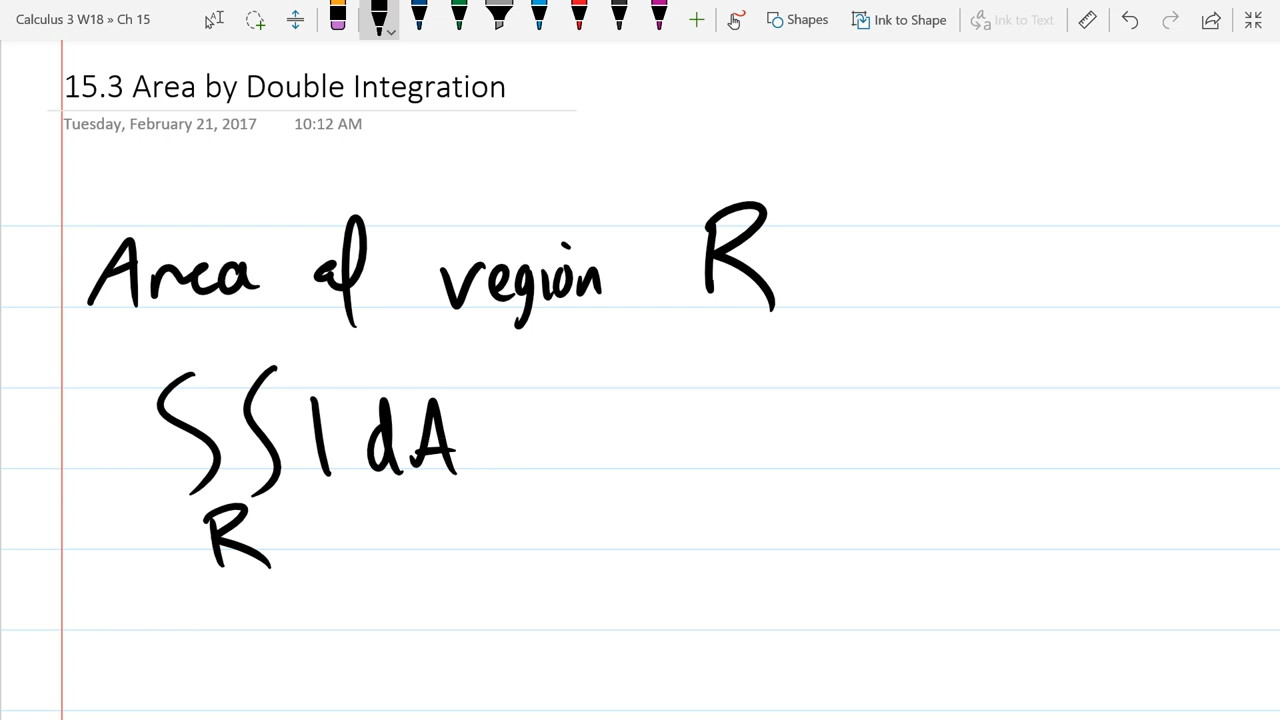 Calculus 3 W18 » Ch 15 Shapes Ink to Shape Ink to Text
15.3 Area by Double Integration
Tuesday, February 21, 2017 10:12 AM
Area of region R
∫∫ 1 dA
R